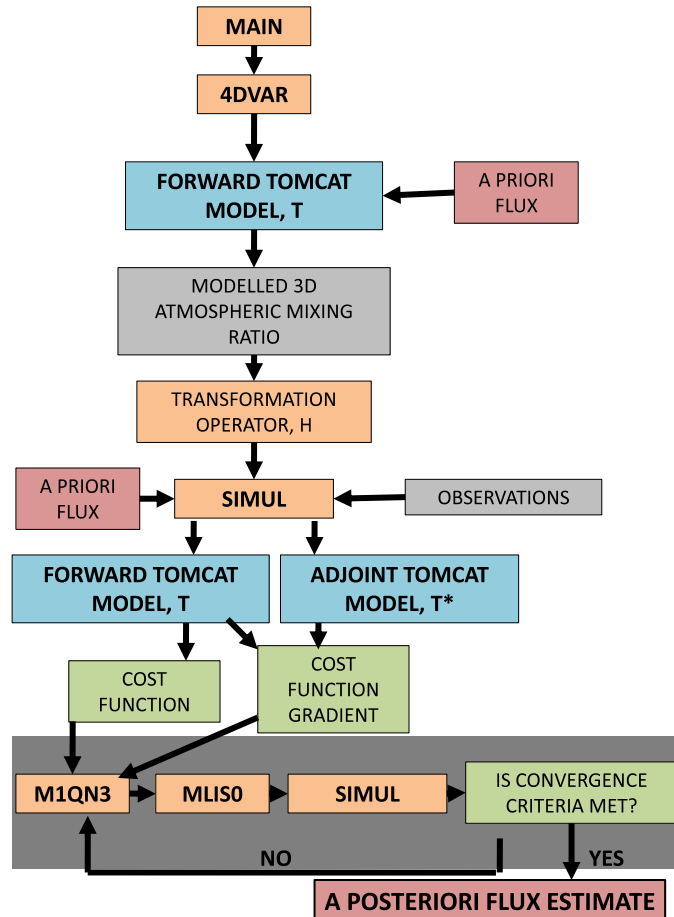 MAIN
4DVAR
FORWARD TOMCAT
MODEL, T
A PRIORI
FLUX
MODELLED 3D
ATMOSPHERIC MIXING
RATIO
TRANSFORMATION
OPERATOR, H
A PRIORI
FLUX
SIMUL
OBSERVATIONS
FORWARD TOMCAT
MODEL, T
ADJOINT TOMCAT
MODEL, T*
COST
FUNCTION
COST
FUNCTION
GRADIENT
M1QN3
MLIS0
SIMUL
IS CONVERGENCE
CRITERIA MET?
NO
YES
A POSTERIORI FLUX ESTIMATE